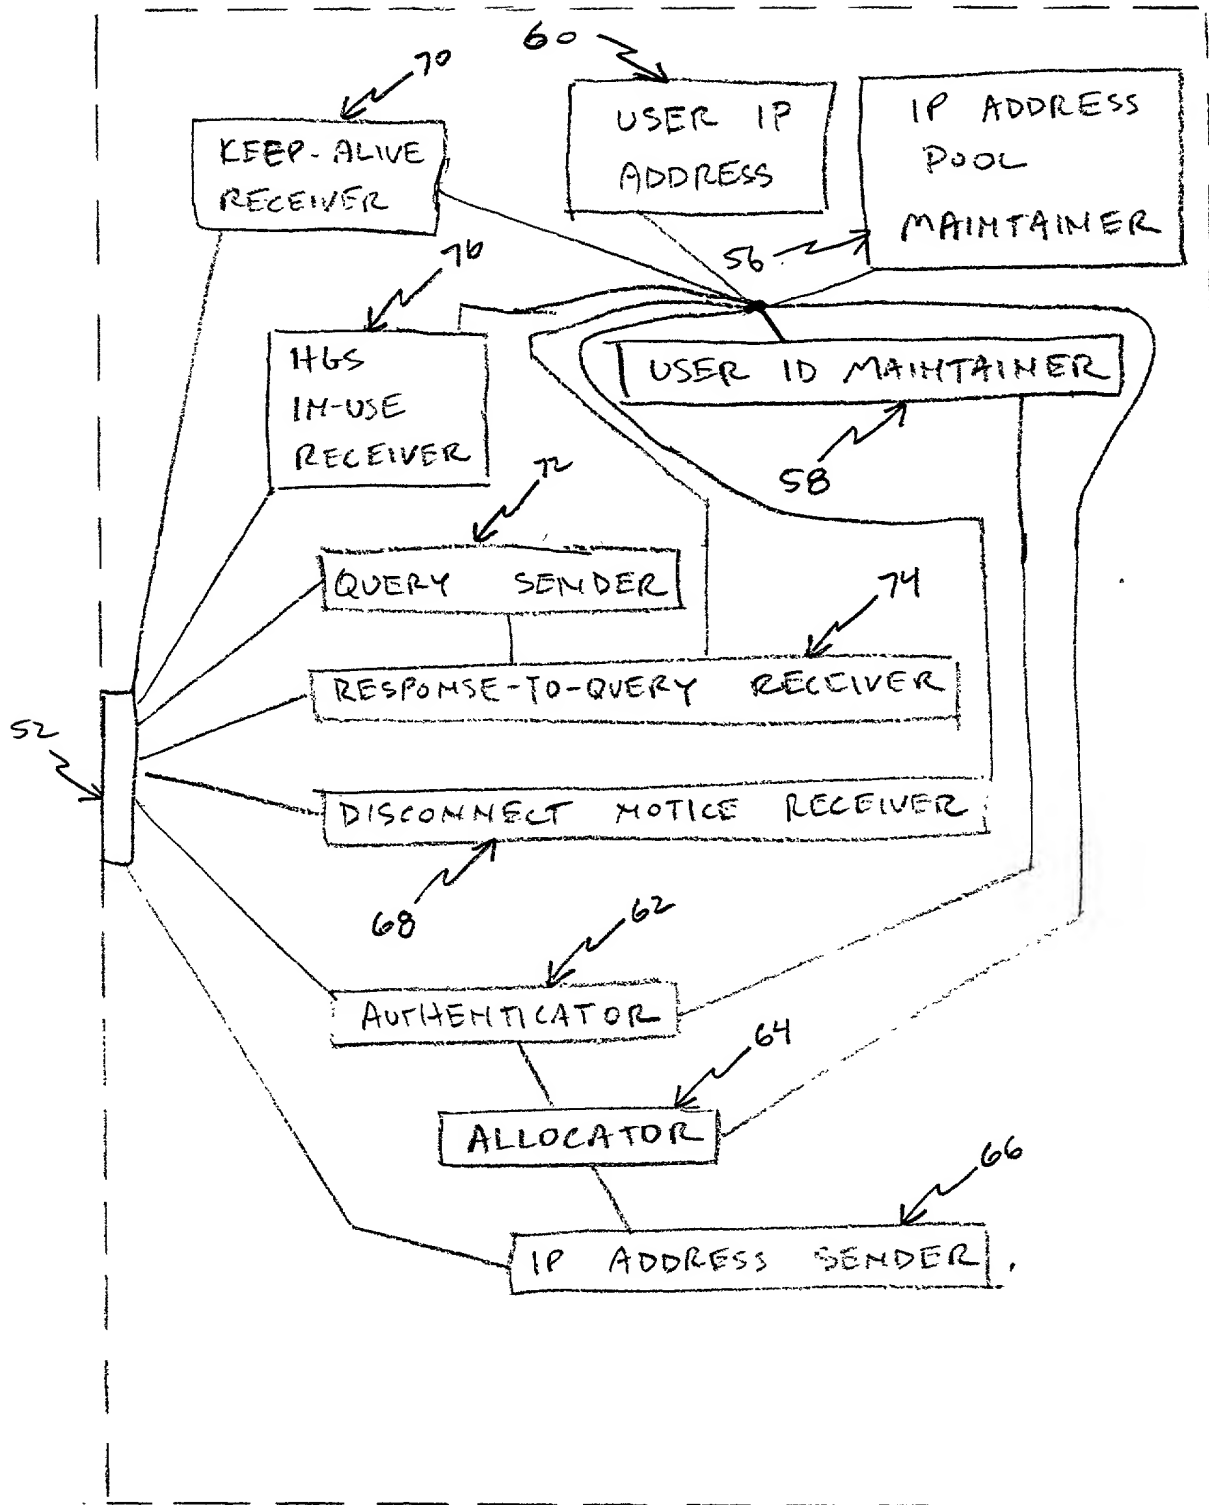 60
70
USER IP
ADDRESS
IP ADDRESS
POOL
MAINTAINER
KEEP-ALIVE
RECEIVER
56
76
HGS
IN-USE
RECEIVER
USER ID MAINTAINER
58
72
QUERY SENDER
74
RESPONSE-TO-QUERY RECEIVER
52
DISCONNECT NOTICE RECEIVER
68
62
AUTHENTICATOR
64
ALLOCATOR
66
IP ADDRESS SENDER